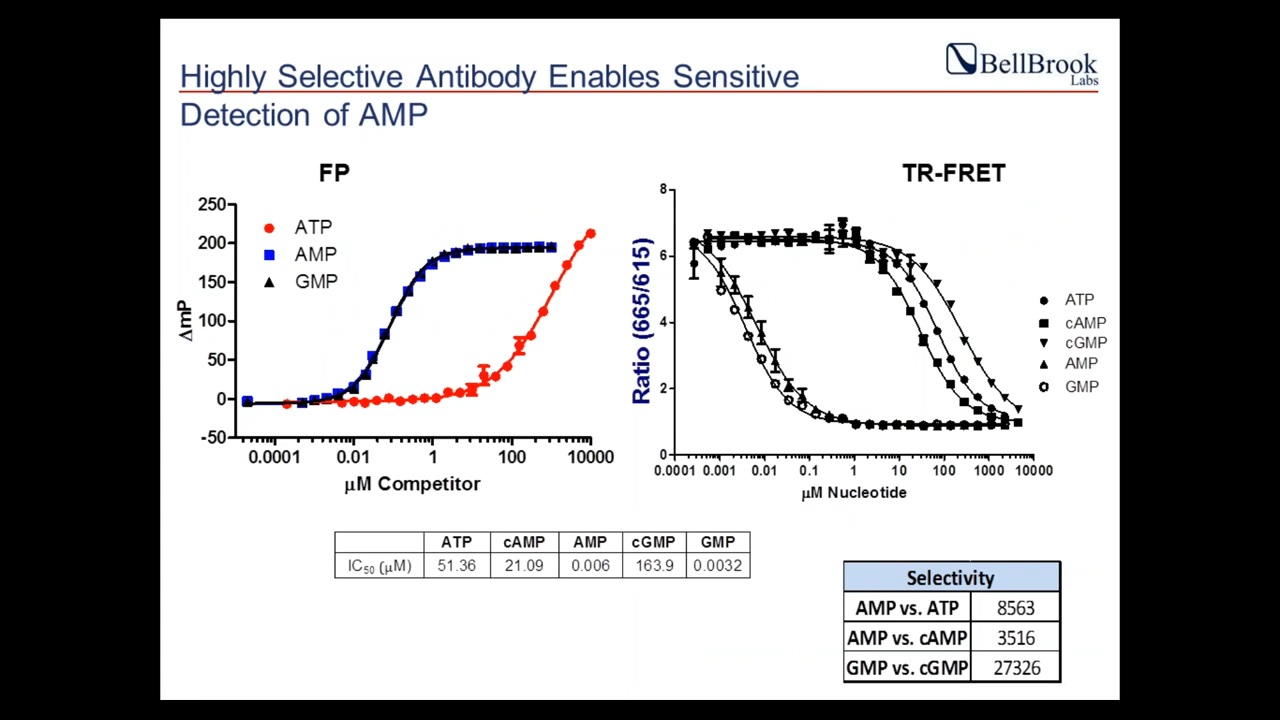 Highly Selective Antibody Enables Sensitive
Detection of AMP
BellBrook
Labs
FP
250
200
150
100
50
0
-50
ΔmP
ATP
AMP
GMP
0.0001 0.01 1 100 10000
μM Competitor
TR-FRET
8
6
4
2
0
Ratio (665/615)
ATP
cAMP
cGMP
AMP
GMP
0.0001 0.001 0.01 0.1 1 10 100 1000 10000
μM Nucleotide
ATP cAMP AMP cGMP GMP
IC50 (μM) 51.36 21.09 0.006 163.9 0.0032
Selectivity
AMP vs. ATP 8563
AMP vs. cAMP 3516
GMP vs. cGMP 27326